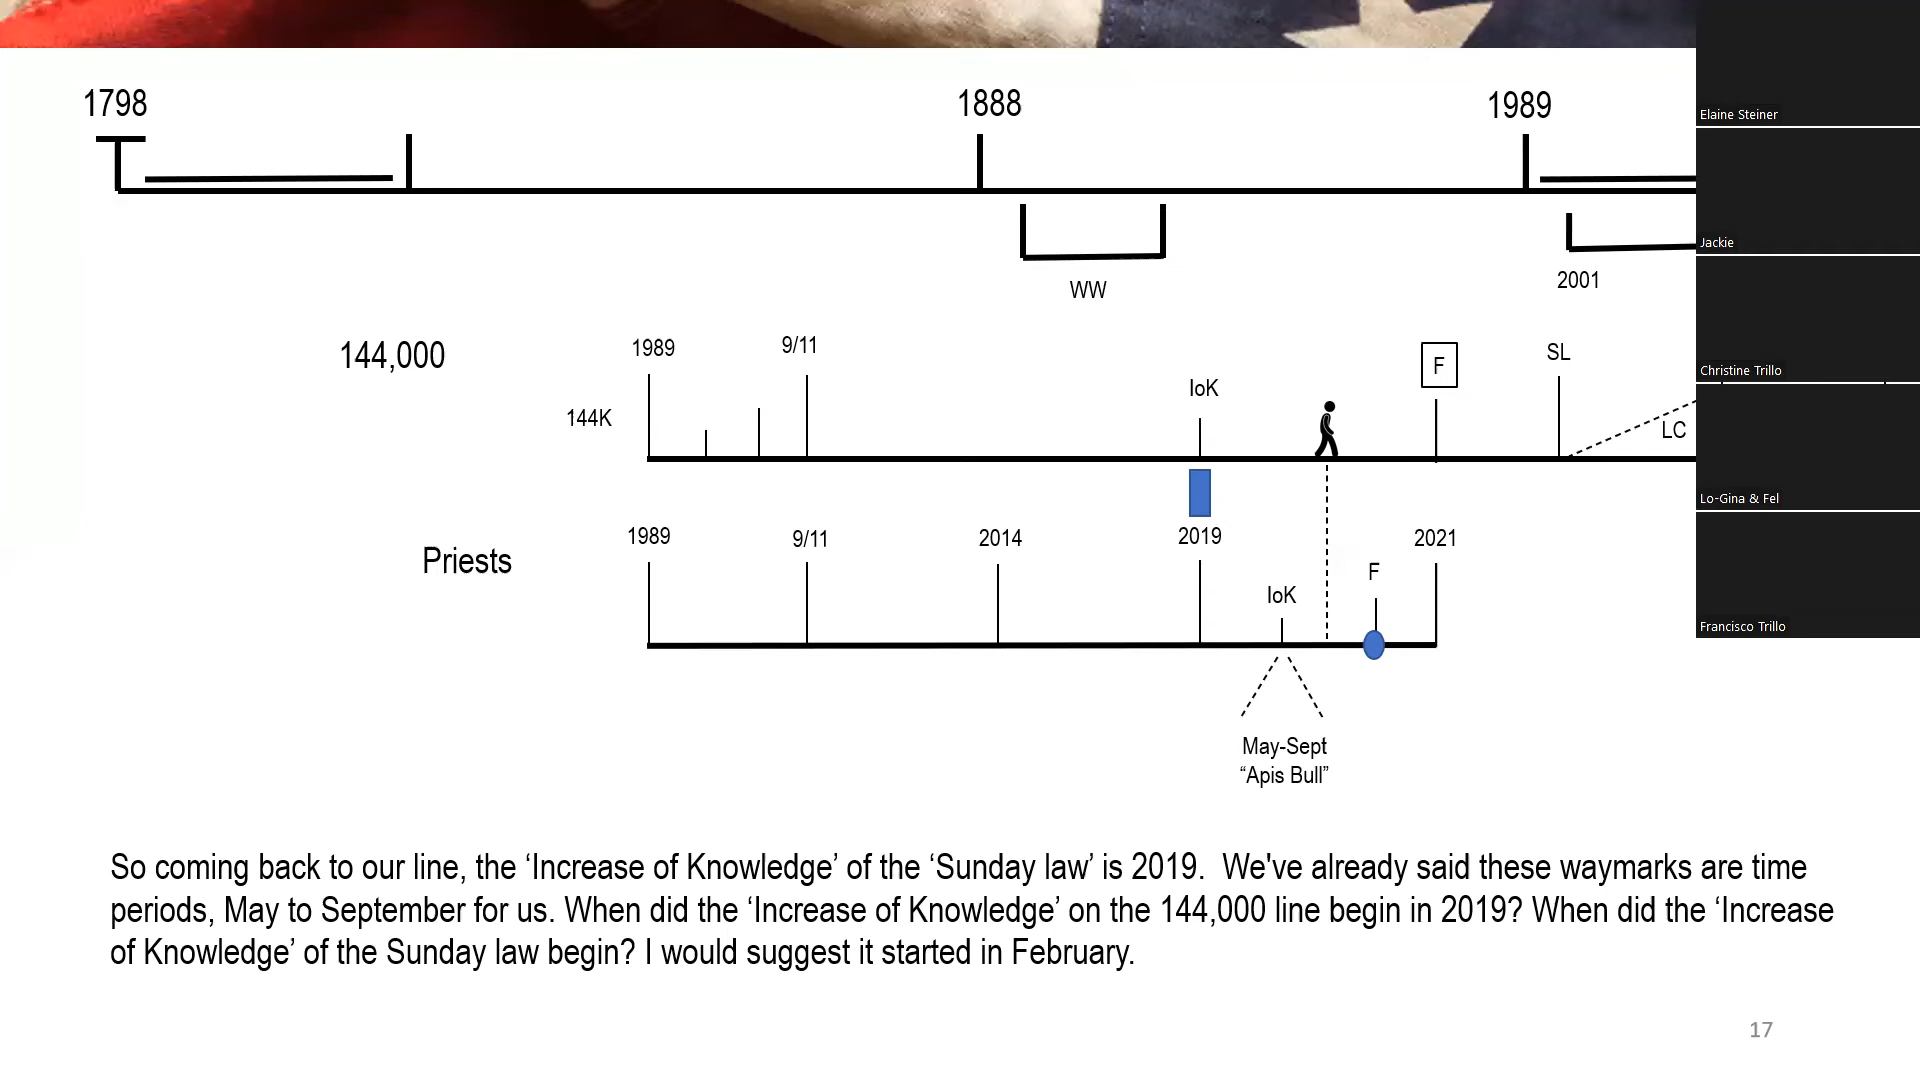 1798
1888
1989
WW
2001
144,000
1989
9/11
IoK
F
SL
144K
LC
Priests
1989
9/11
2014
2019
2021
IoK
F
May-Sept
“Apis Bull”
So coming back to our line, the ‘Increase of Knowledge’ of the ‘Sunday law’ is 2019.  We've already said these waymarks are time
periods, May to September for us. When did the ‘Increase of Knowledge’ on the 144,000 line begin in 2019? When did the ‘Increase
of Knowledge’ of the Sunday law begin? I would suggest it started in February.
17
Elaine Steiner
Jackie
Christine Trillo
Lo-Gina & Fel
Francisco Trillo